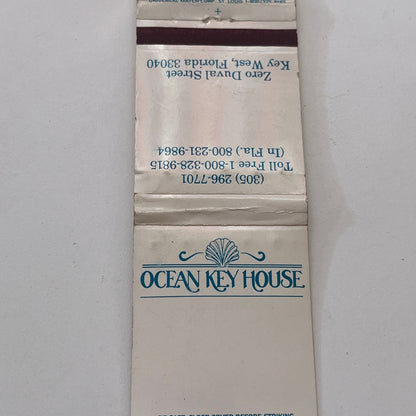 OCEAN KEY HOUSE
Zero Duval Street
Key West, Florida 33040
(305) 296-7701
Toll Free 1-800-328-9815
(In Fla.) 800-231-9864